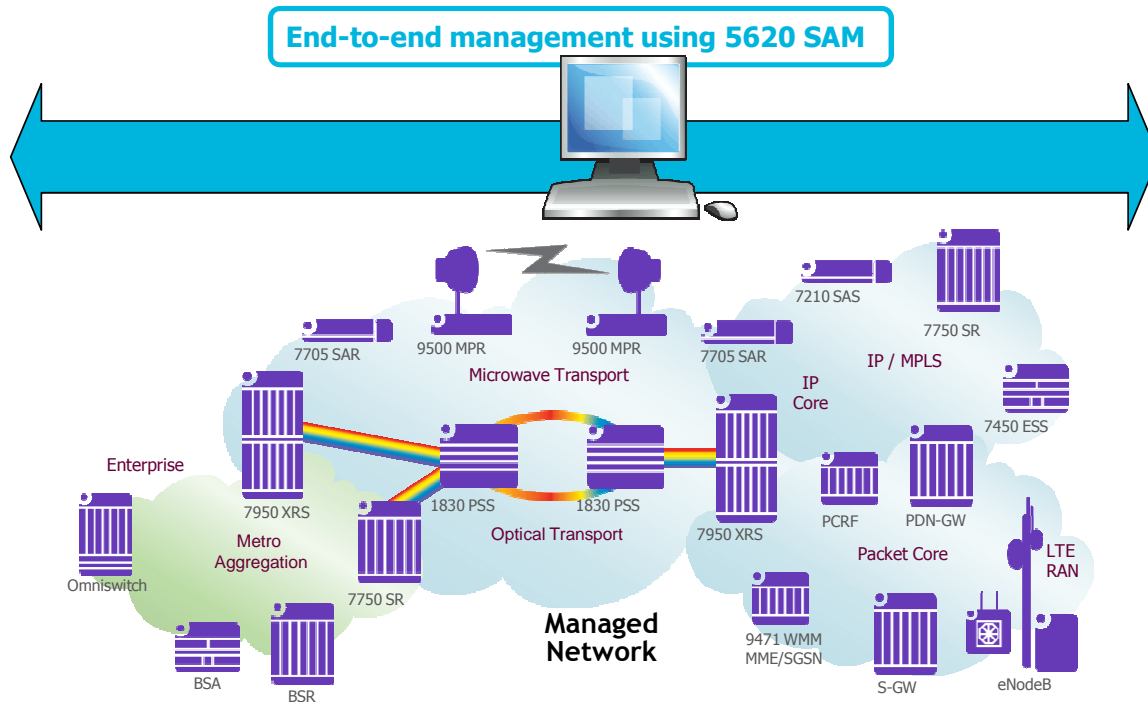 End-to-end management using 5620 SAM
7210 SAS
7750 SR
7705 SAR
9500 MPR
9500 MPR
7705 SAR
Microwave Transport
IP / MPLS
IP
Core
7450 ESS
Enterprise
7950 XRS
1830 PSS
1830 PSS
PCRF
PDN-GW
Metro
Aggregation
Optical Transport
7950 XRS
Packet Core
LTE
RAN
Omniswitch
7750 SR
Managed
Network
9471 WMM
MME/SGSN
BSA
BSR
S-GW
eNodeB